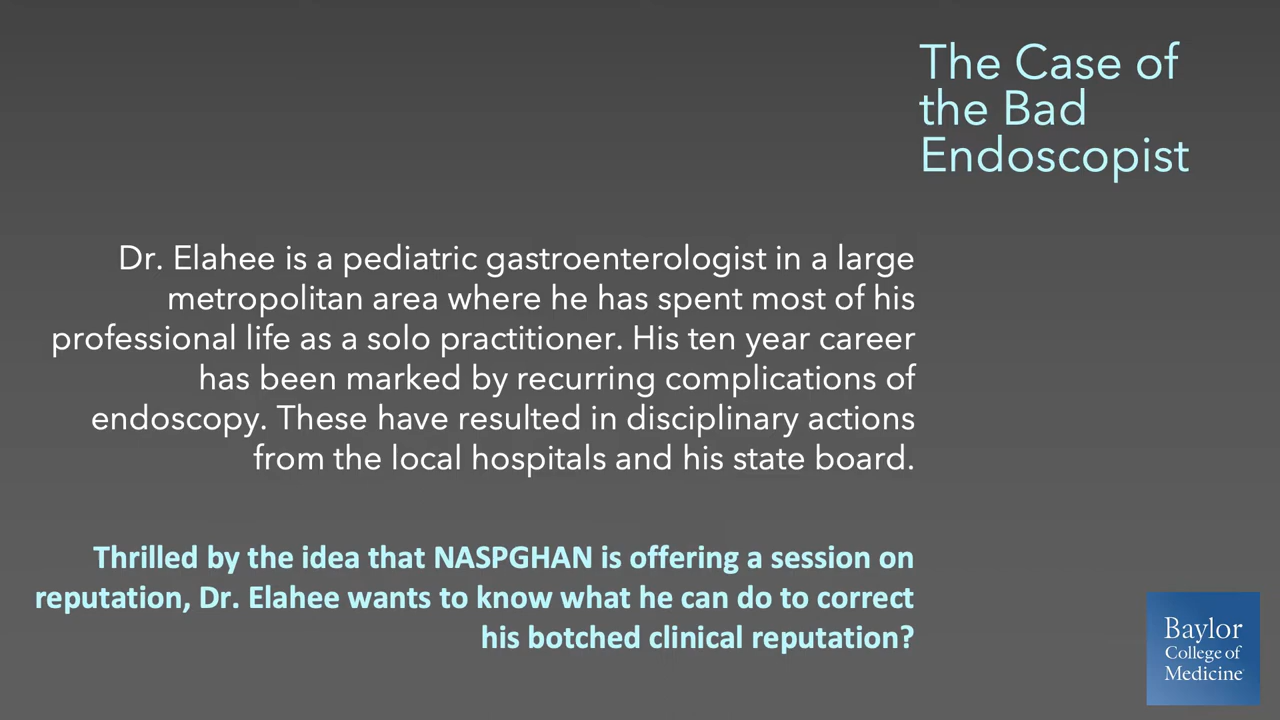 The Case of
the Bad
Endoscopist
Dr. Elahee is a pediatric gastroenterologist in a large
metropolitan area where he has spent most of his
professional life as a solo practitioner. His ten year career
has been marked by recurring complications of
endoscopy. These have resulted in disciplinary actions
from the local hospitals and his state board.
Thrilled by the idea that NASPGHAN is offering a session on
reputation, Dr. Elahee wants to know what he can do to correct
his botched clinical reputation?
Baylor
College of
Medicine